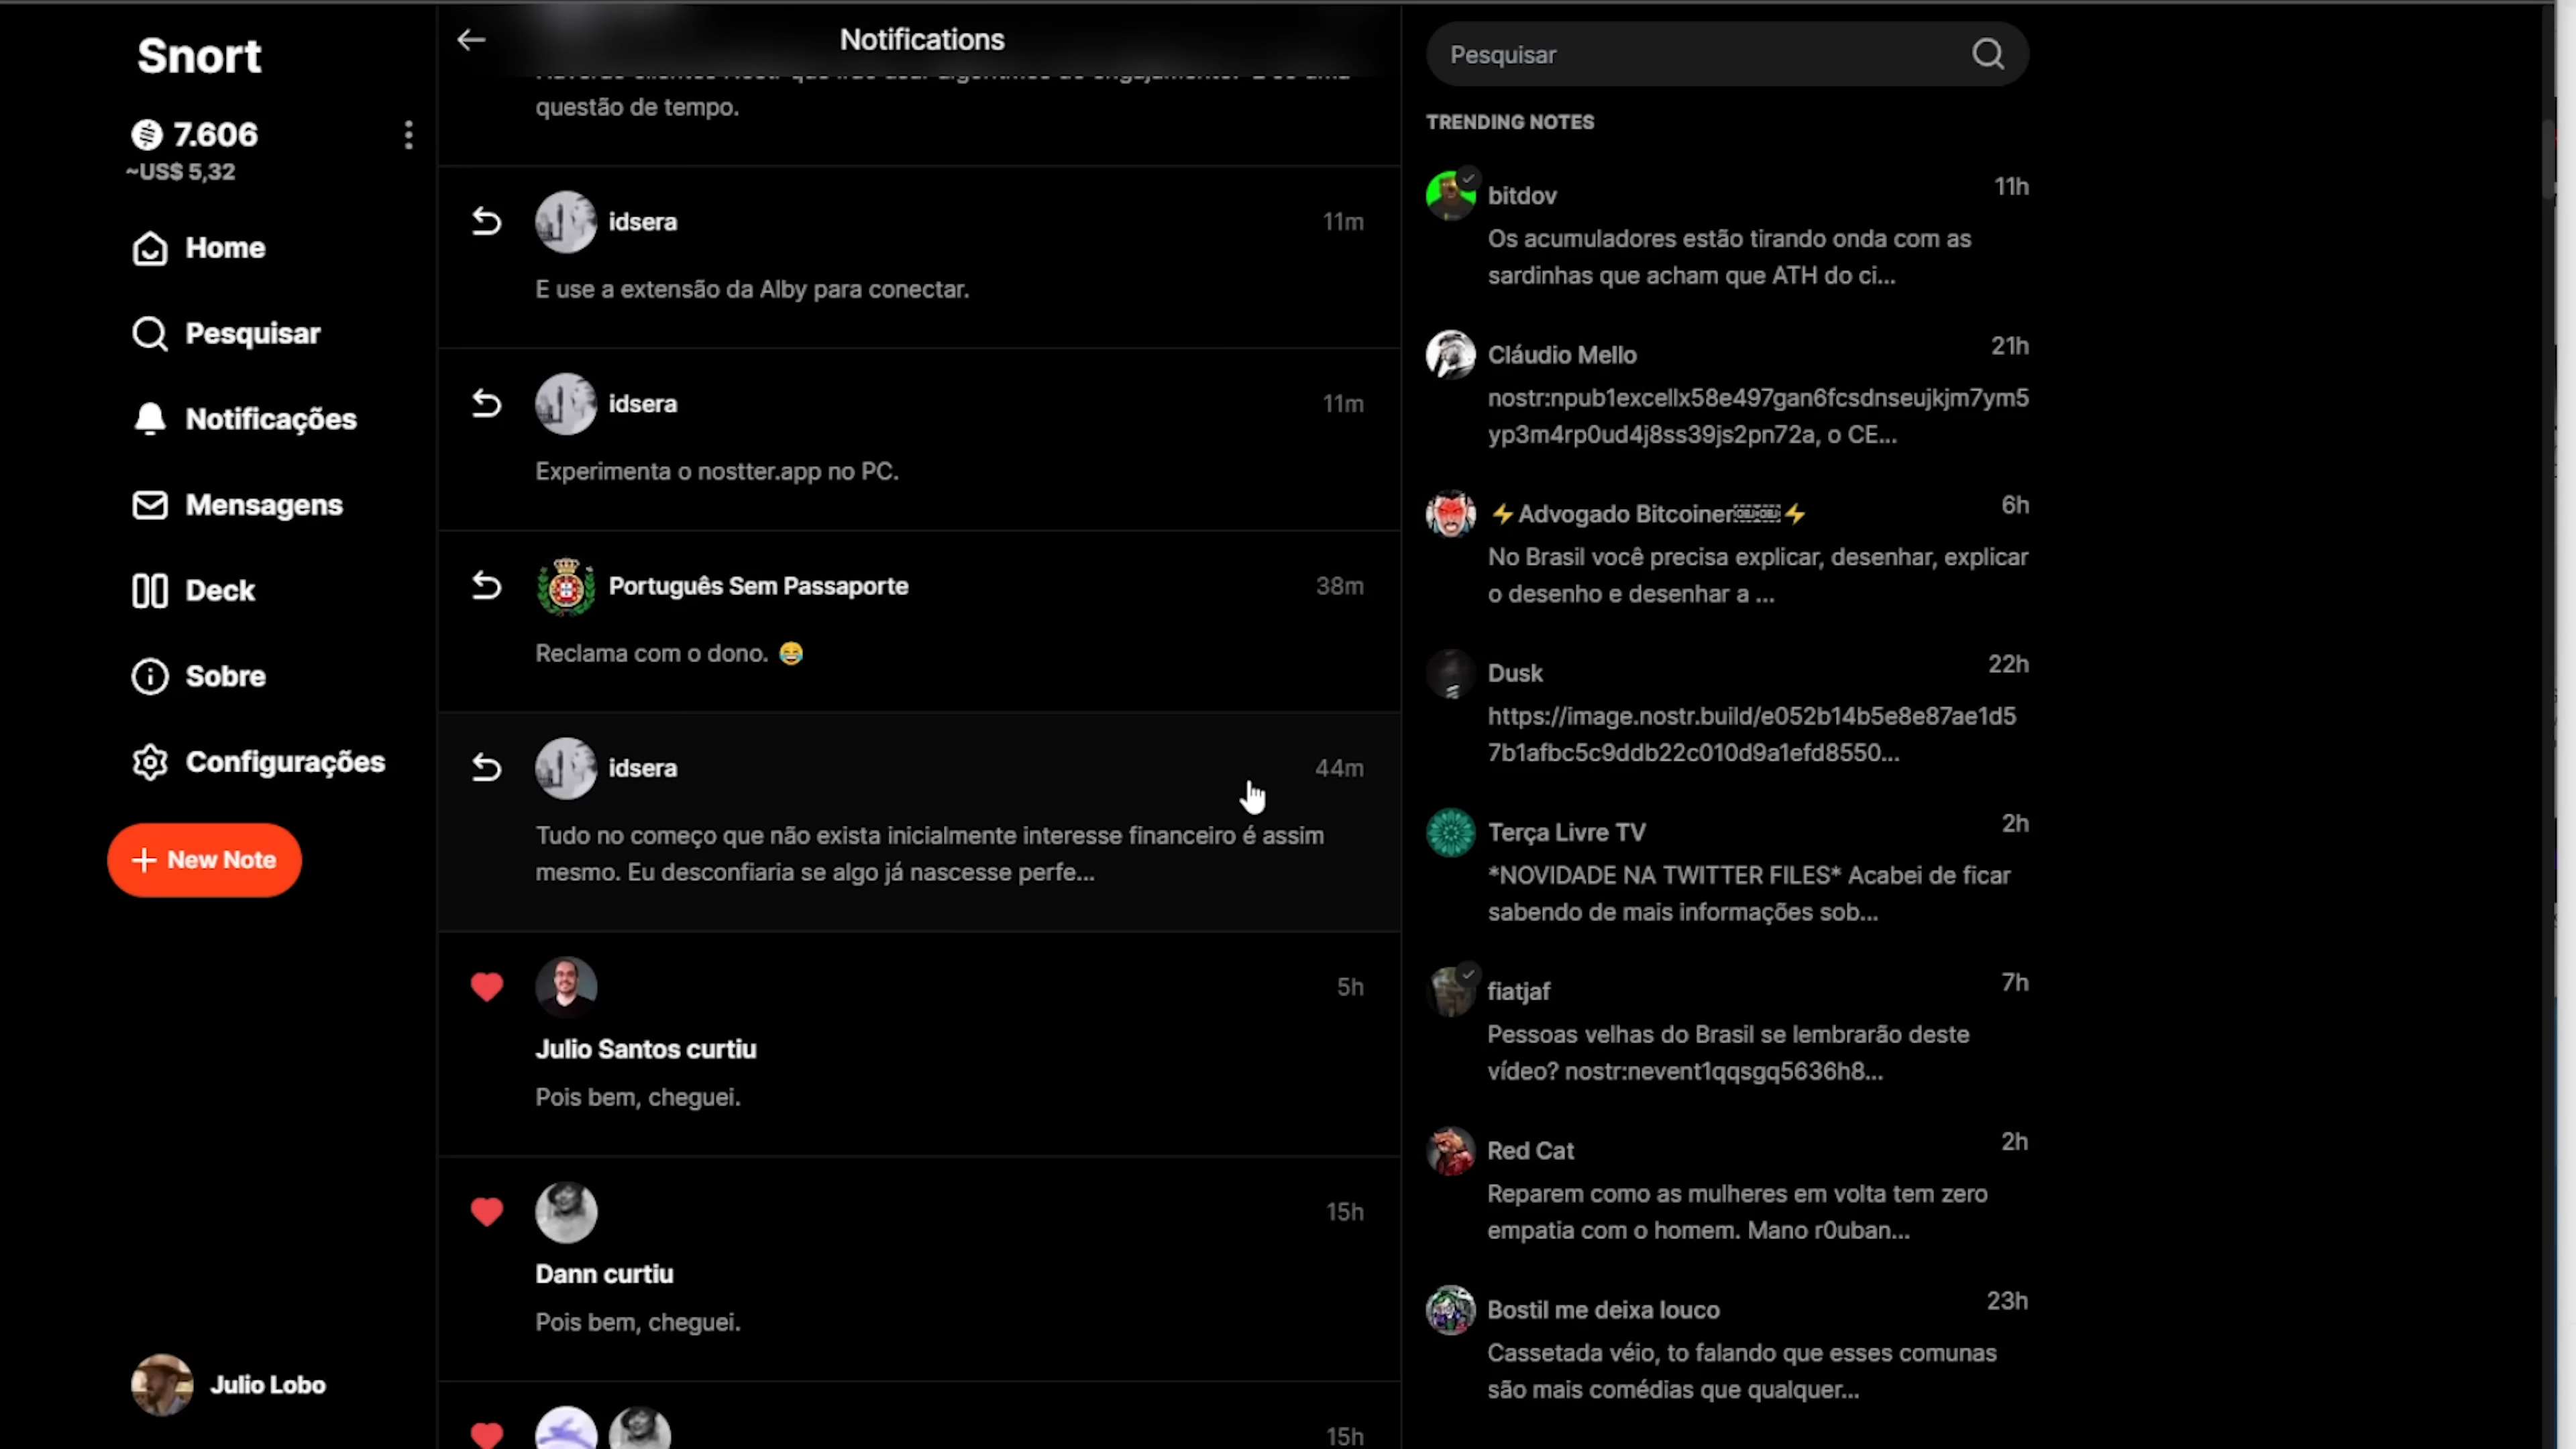 Snort
7.606
~US$ 5,32
Home
Pesquisar
Notificações
Mensagens
Deck
Sobre
Configurações
New Note
Julio Lobo
Notifications
questão de tempo.
idsera
11m
E use a extensão da Alby para conectar.
idsera
11m
Experimenta o nostter.app no PC.
Português Sem Passaporte
38m
Reclama com o dono. 😂
idsera
44m
Tudo no começo que não exista inicialmente interesse financeiro é assim
mesmo. Eu desconfiaria se algo já nascesse perfe...
5h
Julio Santos curtiu
Pois bem, cheguei.
15h
Dann curtiu
Pois bem, cheguei.
15h
Pesquisar
TRENDING NOTES
bitdov
11h
Os acumuladores estão tirando onda com as
sardinhas que acham que ATH do ci...
Cláudio Mello
21h
nostr:npub1excellx58e497gan6fcsdnseujkjm7ym5
yp3m4rp0ud4j8ss39js2pn72a, o CE...
⚡Advogado Bitcoiner⚡
6h
No Brasil você precisa explicar, desenhar, explicar
o desenho e desenhar a ...
Dusk
22h
https://image.nostr.build/e052b14b5e8e87ae1d5
7b1afbc5c9ddb22c010d9a1efd8550...
Terça Livre TV
2h
*NOVIDADE NA TWITTER FILES* Acabei de ficar
sabendo de mais informações sob...
fiatjaf
7h
Pessoas velhas do Brasil se lembrarão deste
vídeo? nostr:nevent1qqsgq5636h8...
Red Cat
2h
Reparem como as mulheres em volta tem zero
empatia com o homem. Mano r0uban...
Bostil me deixa louco
23h
Cassetada véio, to falando que esses comunas
são mais comédias que qualquer...